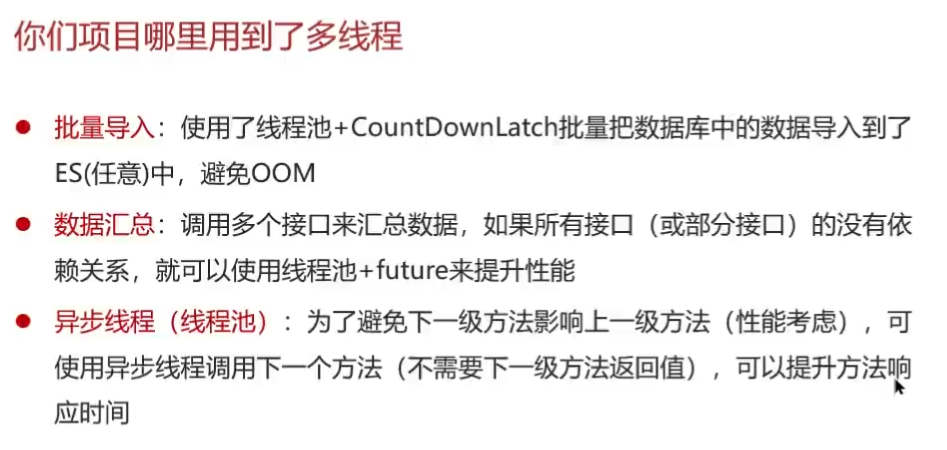 你们项目哪里用到了多线程
批量导入：使用了线程池+CountDownLatch批量把数据库中的数据导入到了
ES(任意)中，避免OOM
数据汇总：调用多个接口来汇总数据，如果所有接口（或部分接口）的没有依
赖关系，就可以使用线程池+future来提升性能
异步线程（线程池）：为了避免下一级方法影响上一级方法（性能考虑），可
使用异步线程调用下一个方法（不需要下一级方法返回值），可以提升方法响
应时间